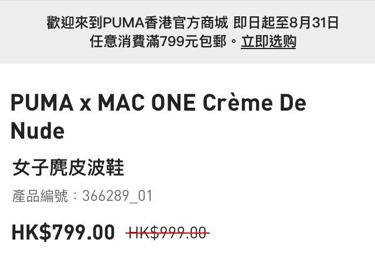 歡迎來到PUMA香港官方商城 即日起至8月31日
任意消費滿799元包郵。立即选购
PUMA x MAC ONE Crème De
Nude
女子麂皮波鞋
產品編號：366289_01
HK$799.00 HK$999.00